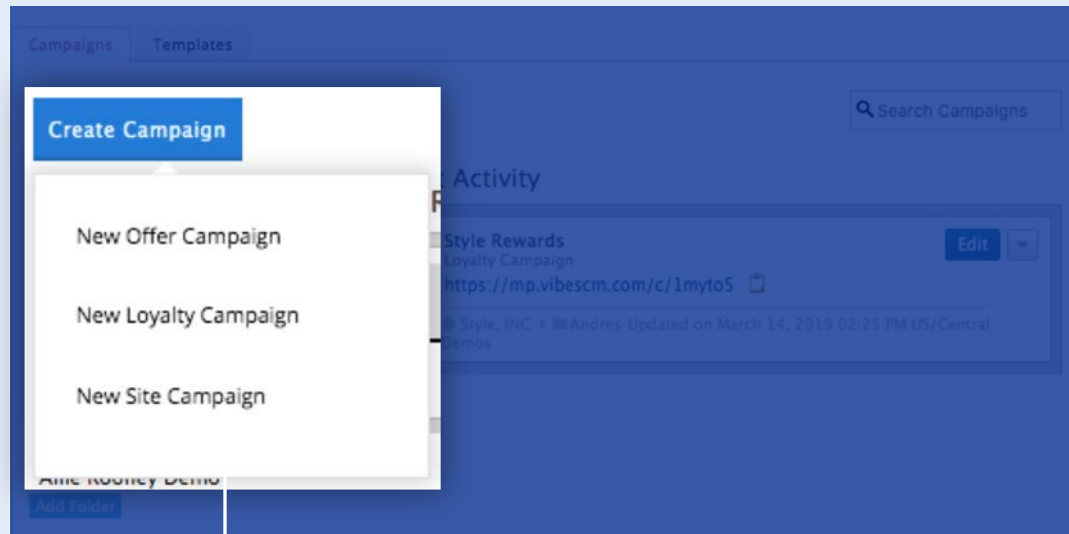 Campaigns Templates
Create Campaign
Search Campaigns
New Offer Campaign
New Loyalty Campaign
New Site Campaign
Activity
Style Rewards
Edit
Loyalty Campaign
https://mp.vibescm.com/c/1myto5
Style, INC Andres Updated on March 14, 2019 02:25 PM US/Central
Demos
Demo
Add Folder